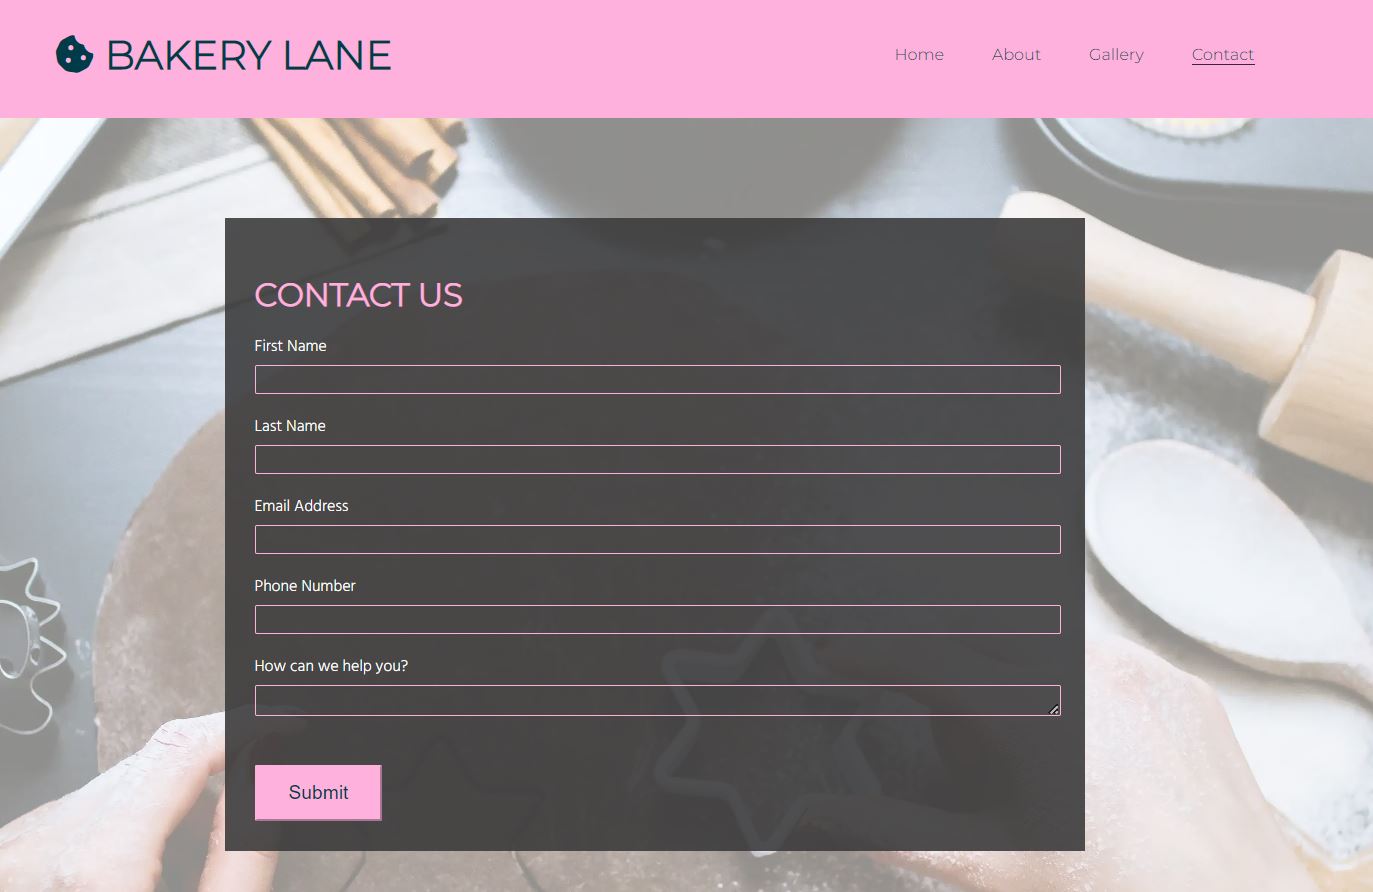 BAKERY LANE
Home About Gallery Contact
CONTACT US
First Name
Last Name
Email Address
Phone Number
How can we help you?
Submit